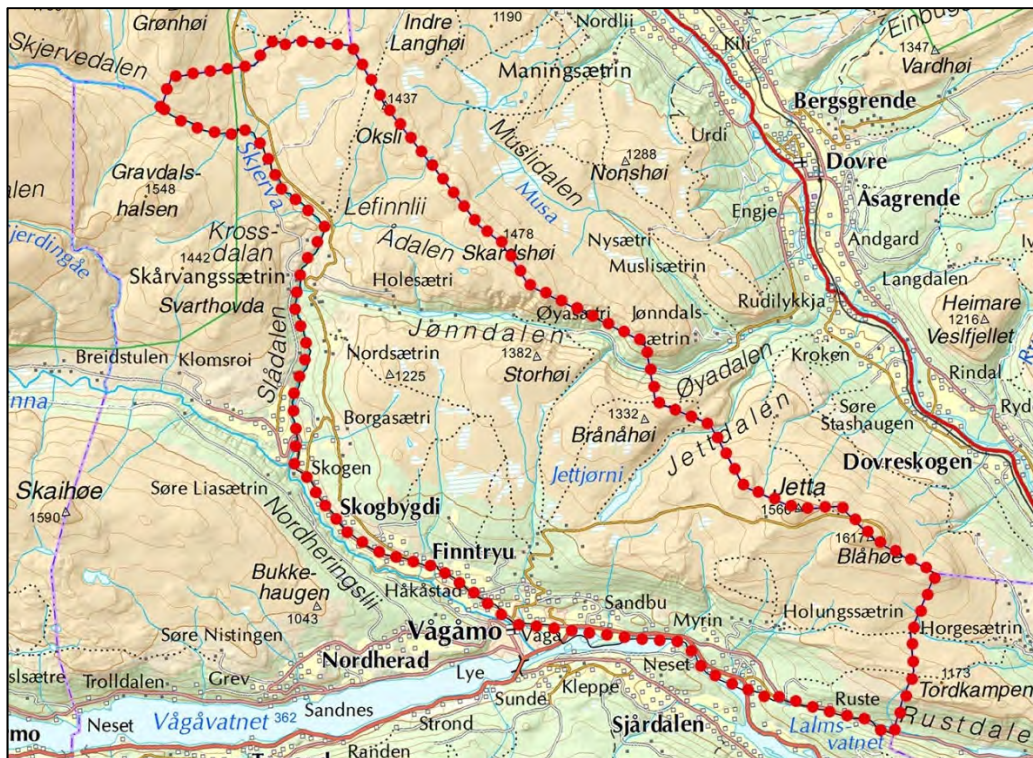 Grønhøi
Skjervedalen
Indre
Langhøi
1190
Nordlii
Kili
1347
Vardhøi
Maningsætrin
Bergsgrende
1437
Oksli
Urdi
Muslidalen
1288
Nonshøi
Dovre
Åsagrende
Skjerva
Gravdals-
1548
halsen
Lefinnlii
Musa
Engje
Andgard
Kross-
dalan
1442
Ådalen
1478
Skardshøi
Nysætri
Muslisætrin
Langdalen
Skårvangssætrin
Holesætri
Svarthovda
Rudilykkja
Heimare
1216
Veslfjellet
Øyasætri
Jønndals-
sætrin
Jønndalen
Breidstulen
Klomsroi
Slådalen
Nordsætrin
1225
1382
Storhøi
Øyadalen
Kroken
Rindal
Borgasætri
1332
Brånåhøi
Jettdalen
Søre
Stashaugen
Dovreskogen
Skogen
Jettjørni
Skaihøe
1590
Søre Liasætrin
Skogbygdi
Jetta
1560
Nordheringslii
Finntryu
1617
Blåhøe
Bukke-
haugen
1043
Håkåstad
Sandbu
Holungssætrin
Horgesætrin
Søre Nistingen
Vågåmo
Vågå
Myrin
Nordherad
Trolldalen
Grev
Lye
Neset
1173
Tordkampen
Kleppe
Sunde
Ruste
Rustdale
Neset
Vågåvatnet 362
Sandnes
Strond
Sjårdalen
Lalms-
vatnet
Randen